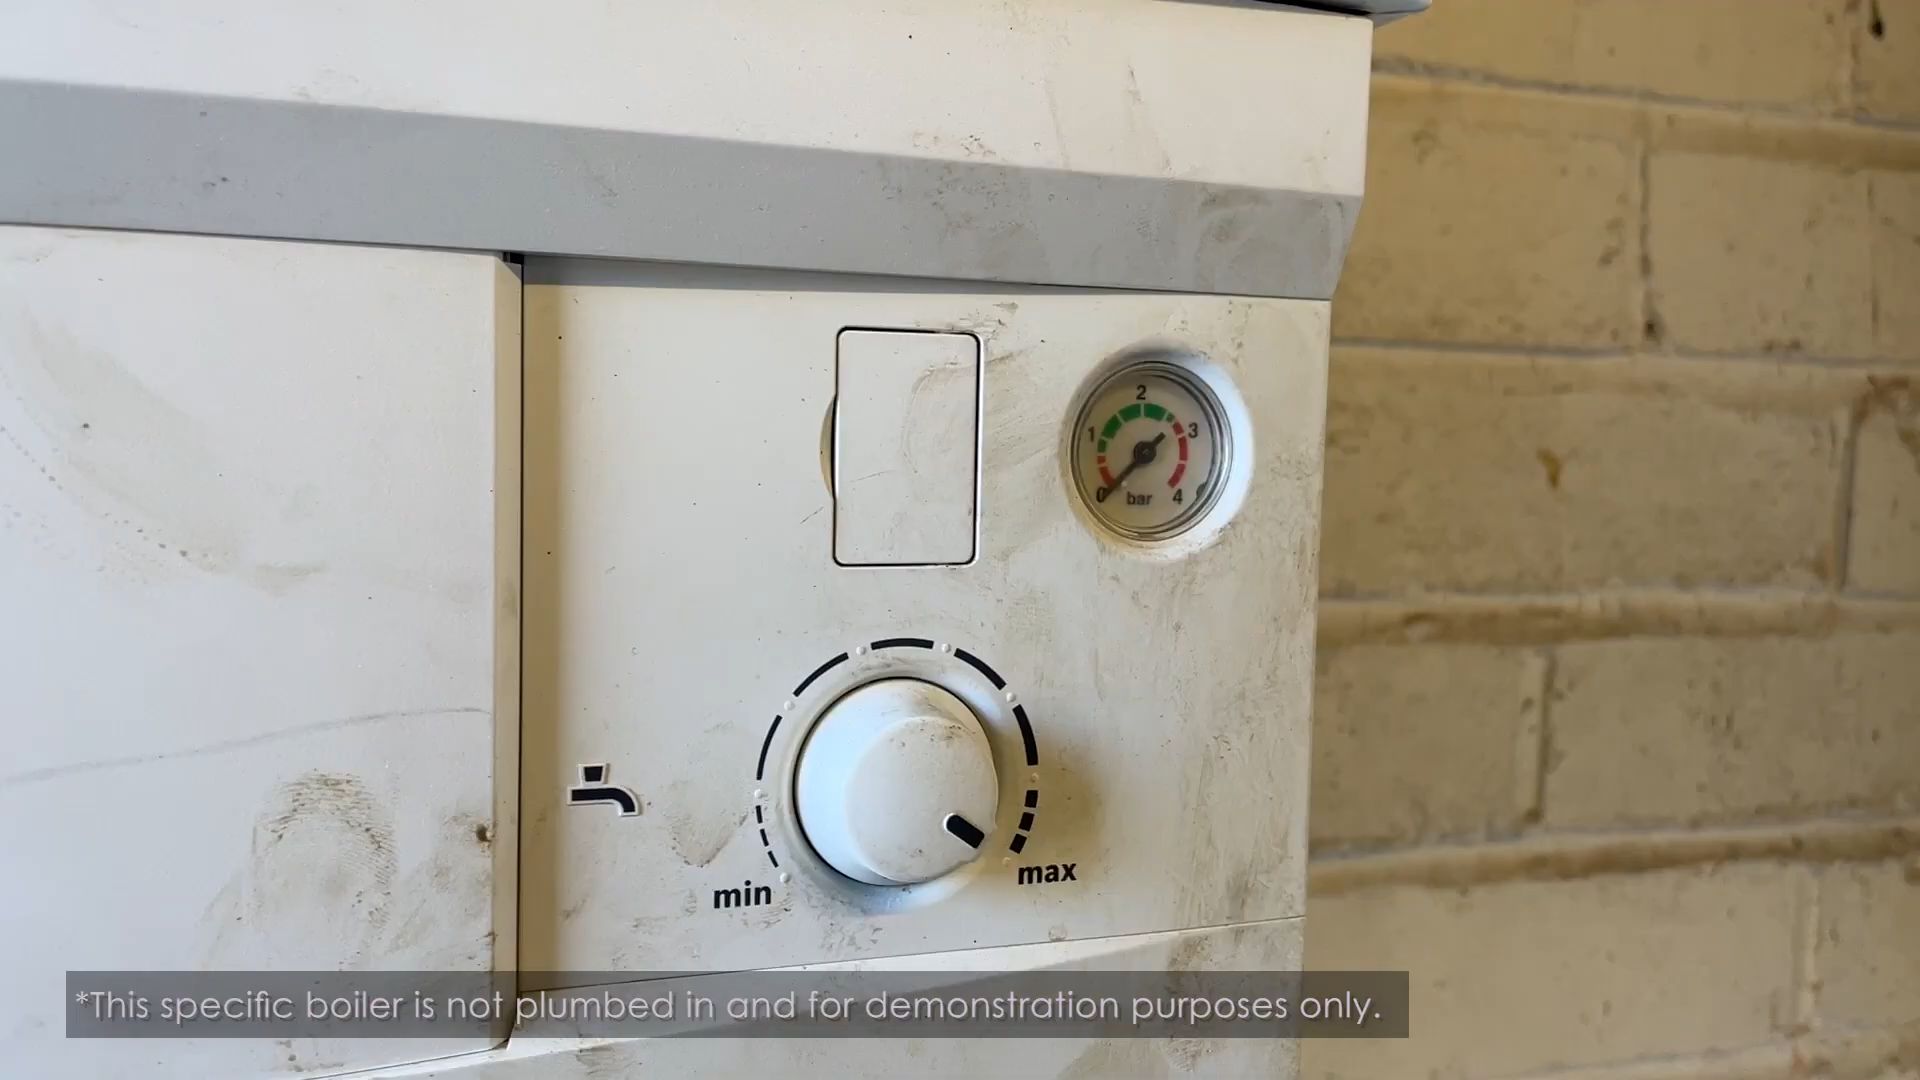 2
1
3
0
bar
4
min
max
*This specific boiler is not plumbed in and for demonstration purposes only.